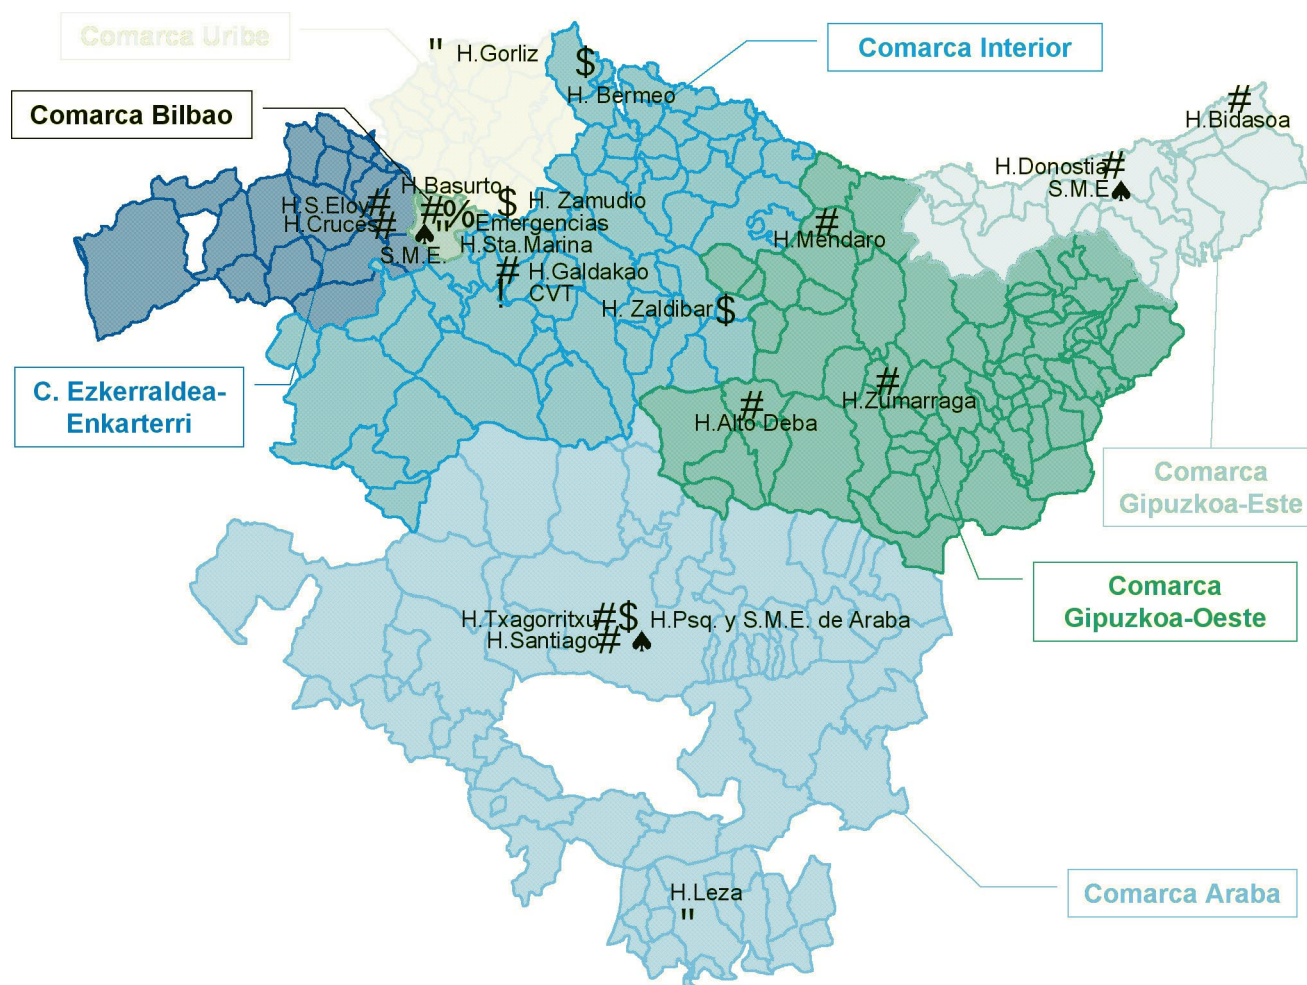 Comarca Uribe
" H.Gorliz
$
H. Bermeo
Comarca Interior
Comarca Bilbao
#
H.Bidasoa
H.Donostia #
S.M.E. ♠
H.Basurto
H.S.Eloy #
H.Cruces #
# % "
♠
S.M.E.
$ H. Zamudio
Emergencias
H.Sta.Marina
# H.Galdakao
! CVT
#
H.Mendaro
H. Zaldibar $
C. Ezkerraldea-
Enkarterri
#
H.Alto Deba
#
H.Zumarraga
Comarca
Gipuzkoa-Este
Comarca
Gipuzkoa-Oeste
H.Txagorritxu # $ H.Psq. y S.M.E. de Araba
H.Santiago # ♠
Comarca Araba
H.Leza
"